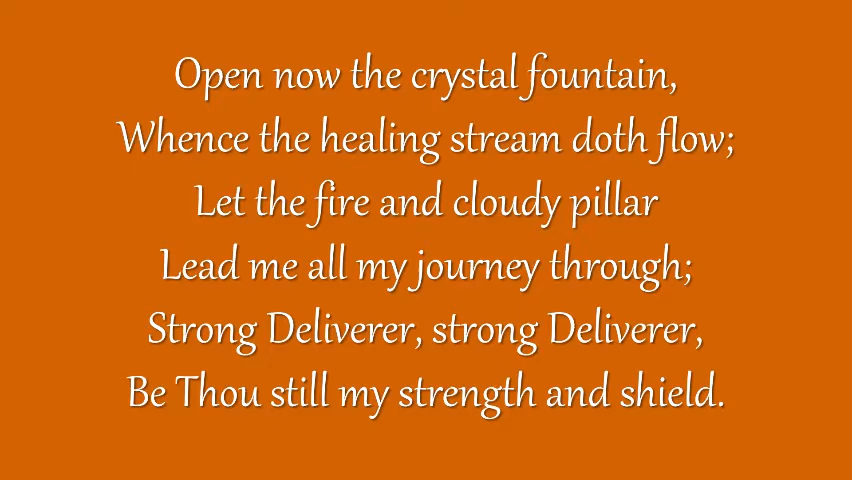 Open now the crystal fountain,
Whence the healing stream doth flow;
Let the fire and cloudy pillar
Lead me all my journey through;
Strong Deliverer, strong Deliverer,
Be Thou still my strength and shield.